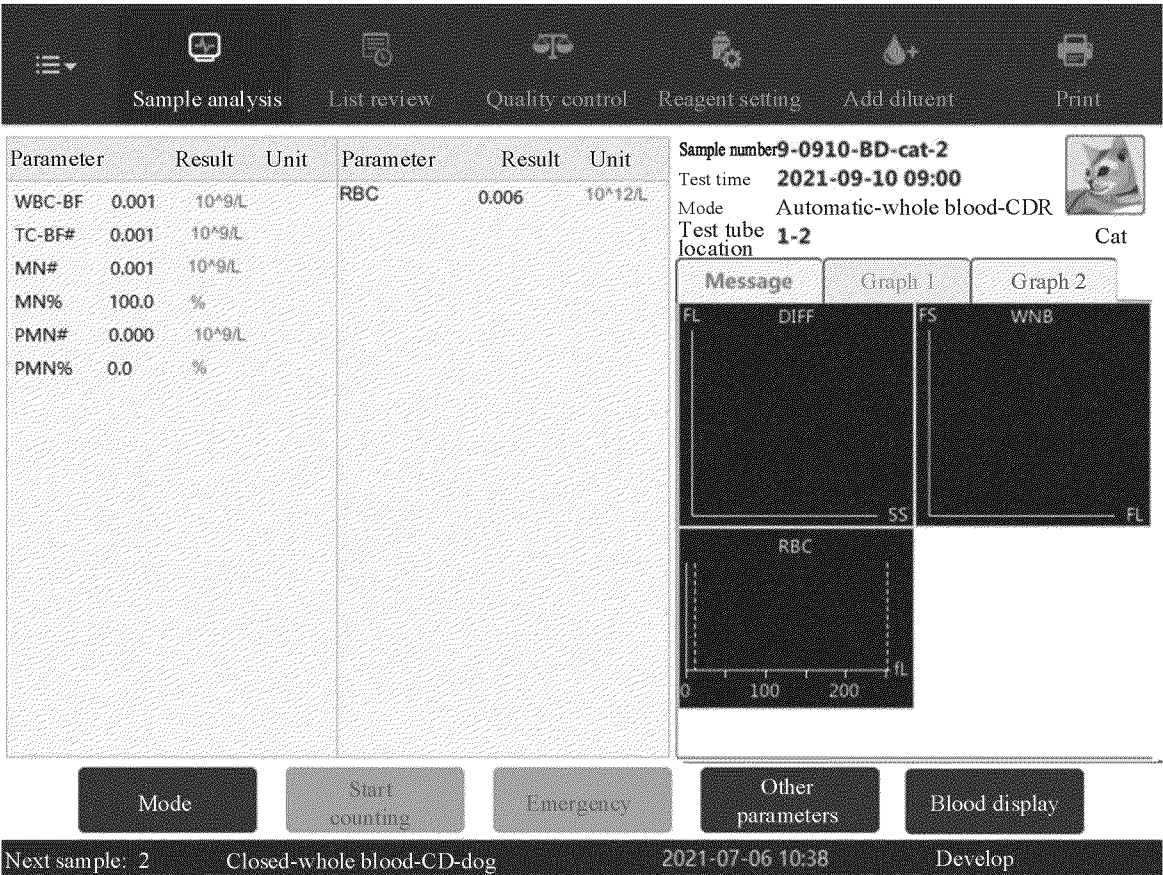 Sample analysis
List review
Quality control
Reagent setting
Add diluent
Print
Parameter Result Unit
WBC-BF 0.001 10^9/L
TC-BF# 0.001 10^9/L
MN# 0.001 10^9/L
MN% 100.0 %
PMN# 0.000 10^9/L
PMN% 0.0 %
Parameter Result Unit
RBC 0.006 10^12/L
Sample number 9-0910-BD-cat-2
Test time 2021-09-10 09:00
Mode Automatic-whole blood-CDR
Test tube
location 1-2
Cat
Message
Graph 1
Graph 2
FL DIFF
SS
FS WNB
FL
RBC
fL
0 100 200
Mode
Start
counting
Emergency
Other
parameters
Blood display
Next sample: 2 Closed-whole blood-CD-dog 2021-07-06 10:38 Develop